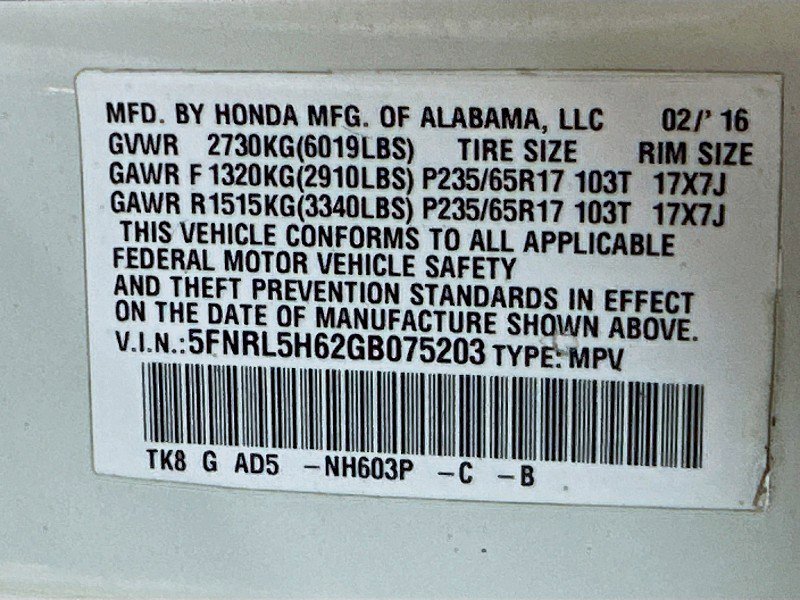 MFD. BY HONDA MFG. OF ALABAMA, LLC 02/' 16
GVWR 2730KG(6019LBS) TIRE SIZE RIM SIZE
GAWR F 1320KG(2910LBS) P235/65R17 103T 17X7J
GAWR R1515KG(3340LBS) P235/65R17 103T 17X7J
THIS VEHICLE CONFORMS TO ALL APPLICABLE
FEDERAL MOTOR VEHICLE SAFETY
AND THEFT PREVENTION STANDARDS IN EFFECT
ON THE DATE OF MANUFACTURE SHOWN ABOVE.
V.I.N.:5FNRL5H62GB075203 TYPE: MPV
TK8 G AD5 -NH603P -C -B